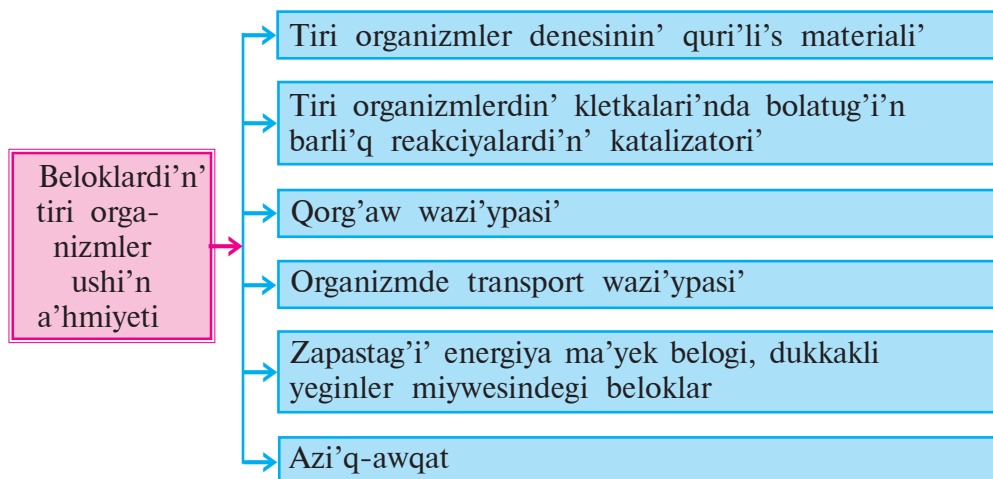 Beloklardi’n’
tiri orga-
nizmler
ushi’n
a’hmiyeti
Tiri organizmler denesinin’ quri’li’s materiali’
Tiri organizmlerdin’ kletkalari’nda bolatug’i’n
barli’q reakciyalardi’n’ katalizatori’
Qorg’aw wazi’ypasi’
Organizmde transport wazi’ypasi’
Zapastag’i’ energiya ma’yek belogi, dukkakli
yeginler miywesindegi beloklar
Azi’q-awqat